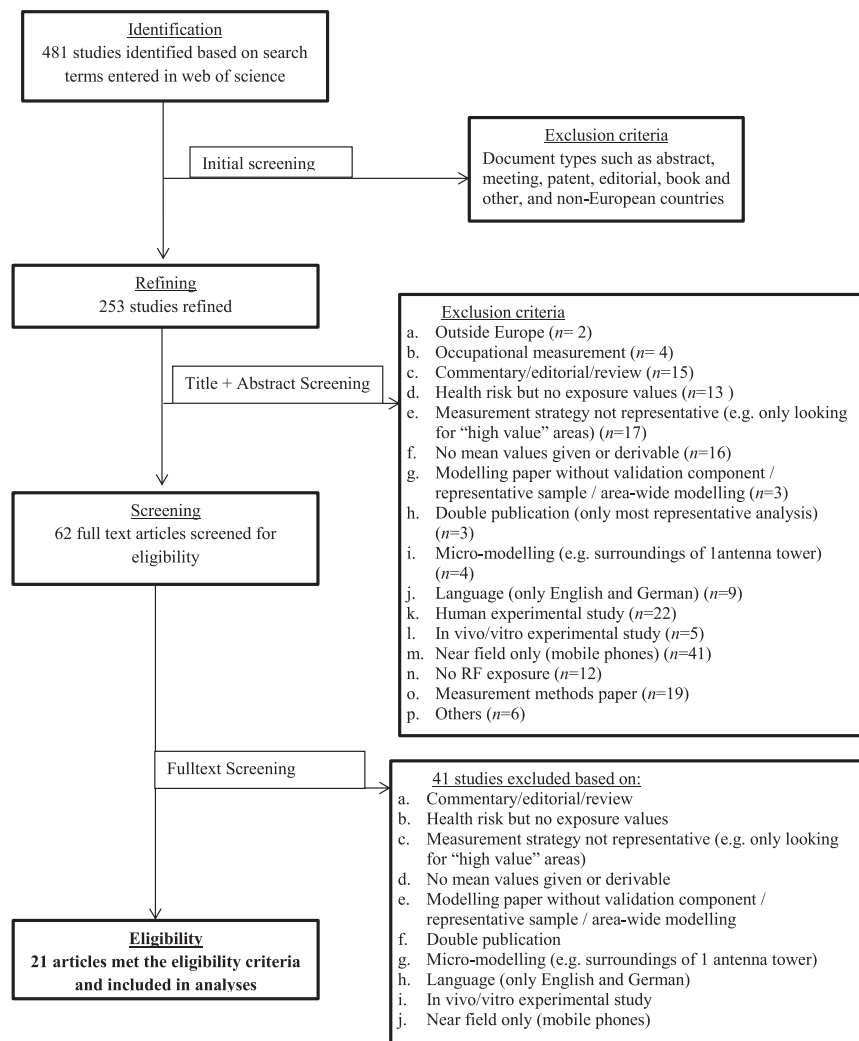 Identification
481 studies identified based on search
terms entered in web of science
Initial screening
Exclusion criteria
Document types such as abstract,
meeting, patent, editorial, book and
other, and non-European countries
Refining
253 studies refined
Title + Abstract Screening
Exclusion criteria
a. Outside Europe (n= 2)
b. Occupational measurement (n= 4)
c. Commentary/editorial/review (n=15)
d. Health risk but no exposure values (n=13 )
e. Measurement strategy not representative (e.g. only looking
for “high value” areas) (n=17)
f. No mean values given or derivable (n=16)
g. Modelling paper without validation component /
representative sample / area-wide modelling (n=3)
h. Double publication (only most representative analysis)
(n=3)
i. Micro-modelling (e.g. surroundings of 1antenna tower)
(n=4)
j. Language (only English and German) (n=9)
k. Human experimental study (n=22)
l. In vivo/vitro experimental study (n=5)
m. Near field only (mobile phones) (n=41)
n. No RF exposure (n=12)
o. Measurement methods paper (n=19)
p. Others (n=6)
Screening
62 full text articles screened for
eligibility
Fulltext Screening
41 studies excluded based on:
a. Commentary/editorial/review
b. Health risk but no exposure values
c. Measurement strategy not representative (e.g. only looking
for “high value” areas)
d. No mean values given or derivable
e. Modelling paper without validation component /
representative sample / area-wide modelling
f. Double publication
g. Micro-modelling (e.g. surroundings of 1 antenna tower)
h. Language (only English and German)
i. In vivo/vitro experimental study
j. Near field only (mobile phones)
Eligibility
21 articles met the eligibility criteria
and included in analyses